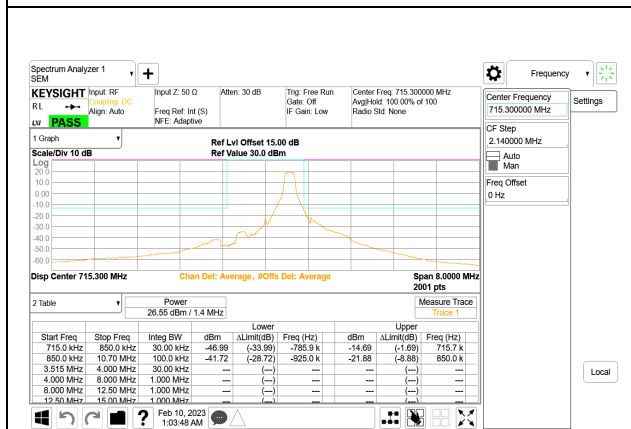 Spectrum Analyzer 1
SEM
Frequency
KEYSIGHT
RL
LXI
PASS
Input: RF
Coupling: DC
Align: Auto
Input Z: 50 Ω
Freq Ref: Int (S)
NFE: Adaptive
Atten: 30 dB
Trig: Free Run
Gate: Off
IF Gain: Low
Center Freq: 715.300000 MHz
Avg|Hold: 100.00% of 100
Radio Std: None
Center Frequency
715.300000 MHz
Settings
CF Step
2.140000 MHz
Auto
Man
Freq Offset
0 Hz
1 Graph
Ref Lvl Offset 15.00 dB
Scale/Div 10 dB
Ref Value 30.0 dBm
Log
20.0
10.0
0.00
-10.0
-20.0
-30.0
-40.0
-50.0
-60.0
Disp Center 715.300 MHz
Chan Det: Average, #Offs Det: Average
Span 8.0000 MHz
2001 pts
2 Table
Power
26.55 dBm / 1.4 MHz
Measure Trace
Trace 1
Lower Upper
Start Freq Stop Freq Integ BW dBm ΔLimit(dB) Freq (Hz) dBm ΔLimit(dB) Freq (Hz)
715.0 kHz 850.0 kHz 30.00 kHz -46.99 (-33.99) -785.9 k -14.69 (-1.69) 715.7 k
850.0 kHz 10.70 MHz 100.0 kHz -41.72 (-28.72) -925.0 k -21.88 (-8.88) 850.0 k
3.515 MHz 4.000 MHz 30.00 kHz --- (---) --- --- (---) ---
4.000 MHz 8.000 MHz 1.000 MHz --- (---) --- --- (---) ---
8.000 MHz 12.50 MHz 1.000 MHz --- (---) --- --- (---) ---
12.50 MHz 15.00 MHz 1.000 MHz --- (---) --- --- (---) ---
Local
Feb 10, 2023
1:03:48 AM